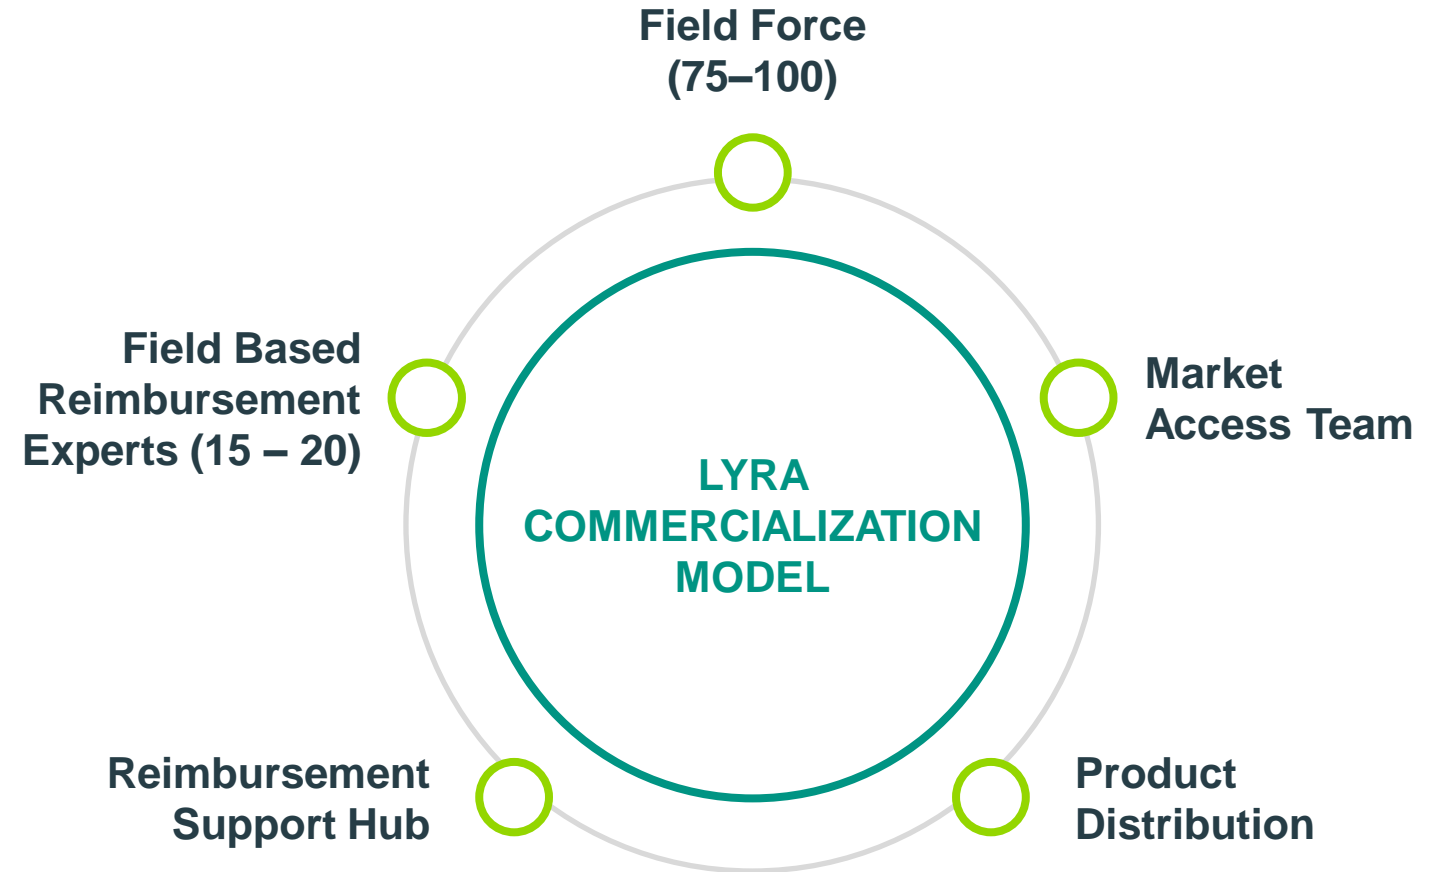 Field Force
(75–100)
Field Based
Reimbursement
Experts (15 – 20)
Market
Access Team
LYRA
COMMERCIALIZATION
MODEL
Reimbursement
Support Hub
Product
Distribution